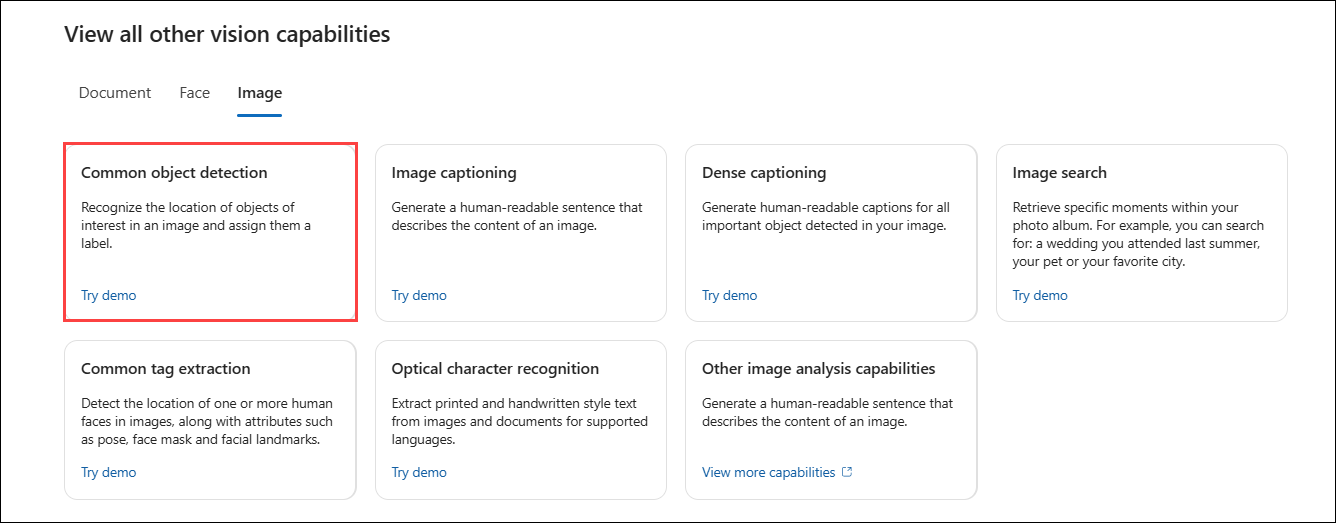 View all other vision capabilities
Document Face Image
Common object detection
Recognize the location of objects of
interest in an image and assign them a
label.
Try demo
Image captioning
Generate a human-readable sentence that
describes the content of an image.
Try demo
Dense captioning
Generate human-readable captions for all
important object detected in your image.
Try demo
Image search
Retrieve specific moments within your
photo album. For example, you can search
for: a wedding you attended last summer,
your pet or your favorite city.
Try demo
Common tag extraction
Detect the location of one or more human
faces in images, along with attributes such
as pose, face mask and facial landmarks.
Try demo
Optical character recognition
Extract printed and handwritten style text
from images and documents for supported
languages.
Try demo
Other image analysis capabilities
Generate a human-readable sentence that
describes the content of an image.
View more capabilities